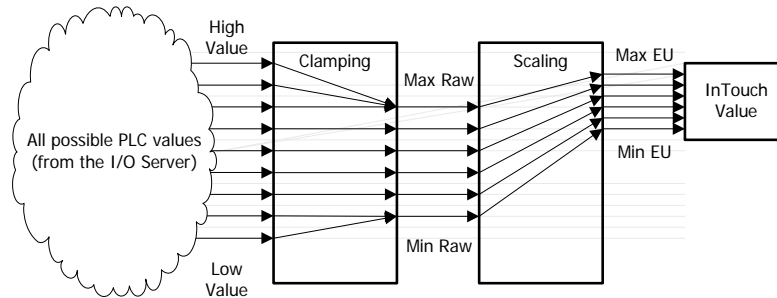 High
Value
Clamping
Scaling
Max EU
Max Raw
InTouch
Value
All possible PLC values
(from the I/O Server)
Min EU
Min Raw
Low
Value